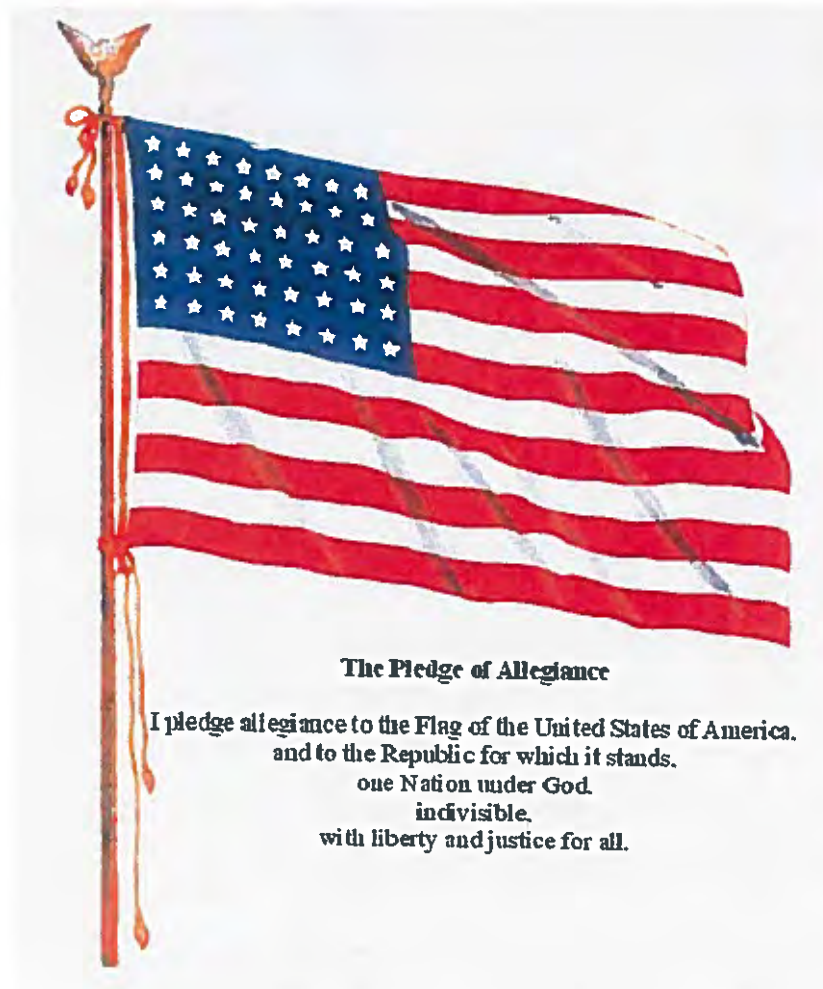 The Pledge of Allegiance
I pledge allegiance to the Flag of the United States of America.
and to the Republic for which it stands.
one Nation under God.
indivisible.
with liberty and justice for all.